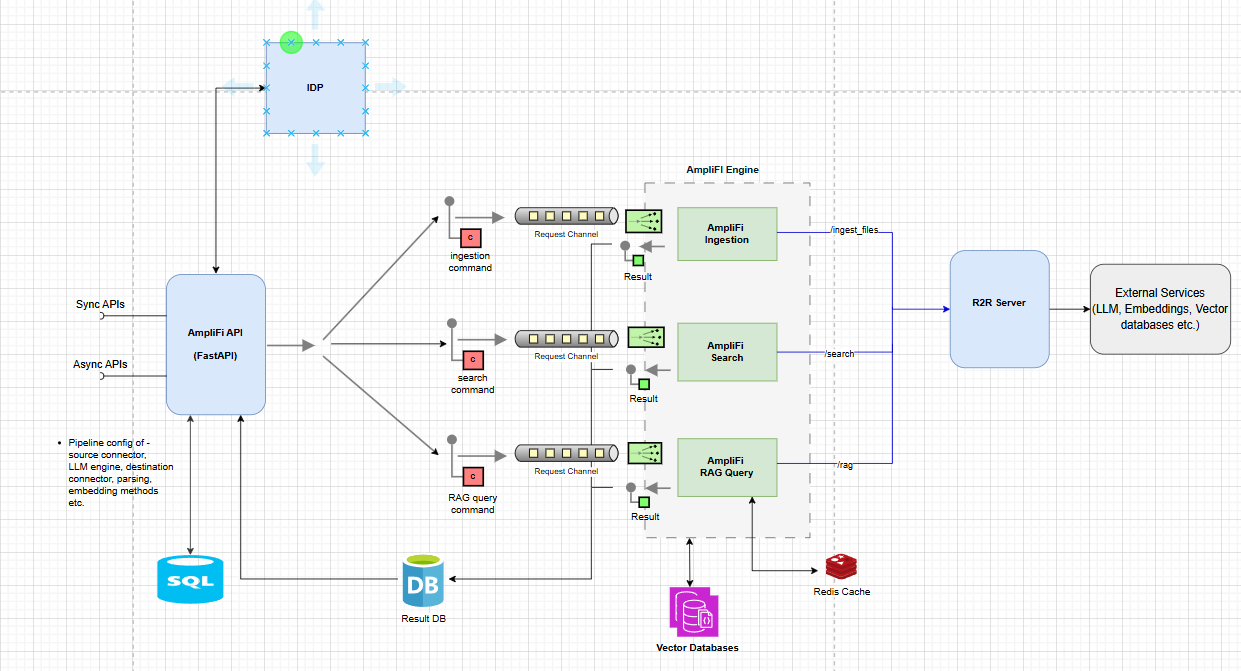 IDP
AmpliFI Engine
Request Channel
C
ingestion
command
Result
AmpliFi
Ingestion
/ingest_files
Sync APIs
AmpliFi API
(FastAPI)
Async APIs
Request Channel
C
search
command
Result
AmpliFi
Search
/search
R2R Server
External Services
(LLM, Embeddings, Vector
databases etc.)
• Pipeline config of -
source connector,
LLM engine, destination
connector, parsing,
embedding methods
etc.
Request Channel
C
RAG query
command
Result
AmpliFi
RAG Query
/rag
SQL
DB
Result DB
Vector Databases
Redis Cache